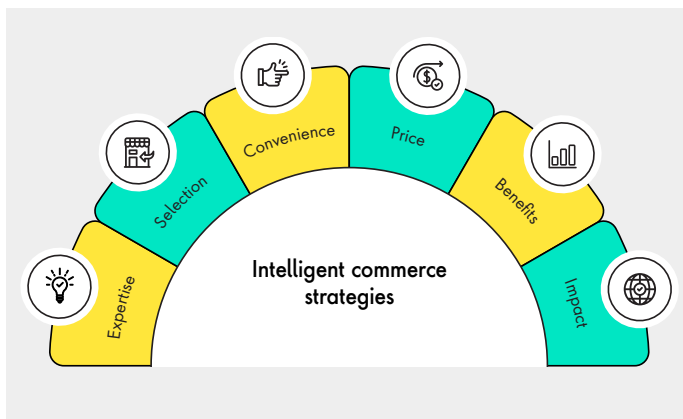 Expertise
Selection
Convenience
Price
Benefits
Impact
Intelligent commerce
strategies